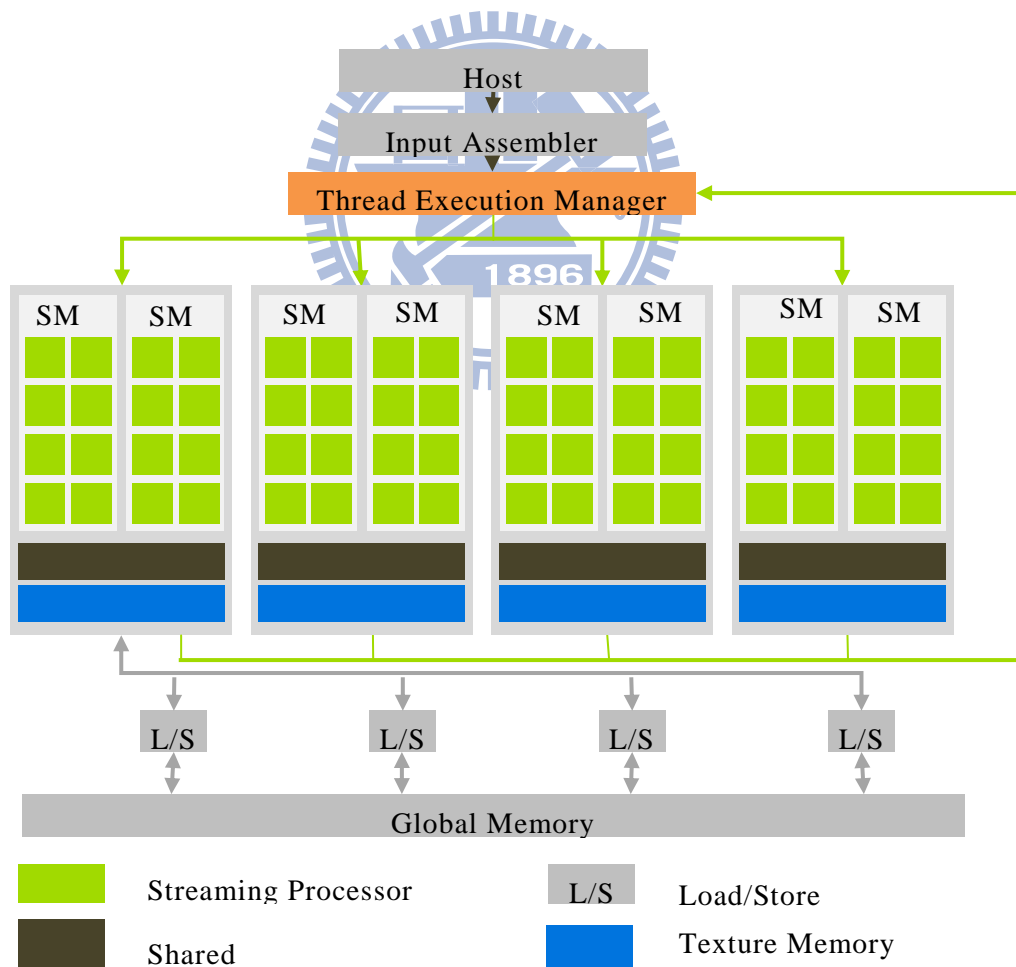 Host
Input Assembler
Thread Execution Manager
1896
SM SM SM SM SM SM SM SM
L/S L/S L/S L/S
Global Memory
Streaming Processor
L/S Load/Store
Shared
Texture Memory